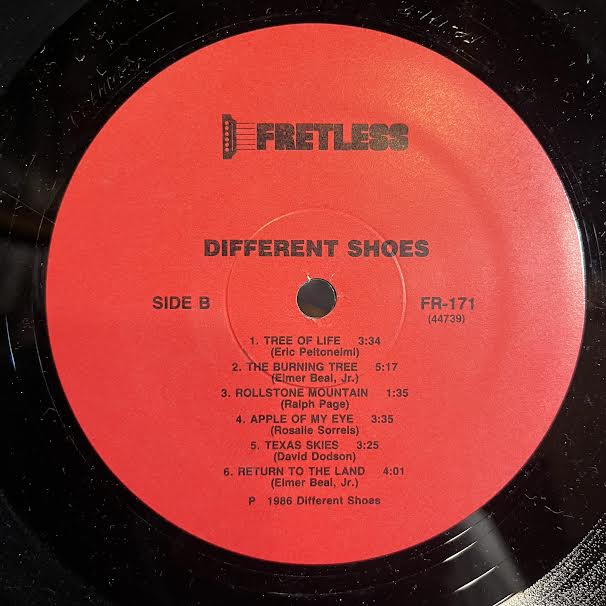 FRETLESS
DIFFERENT SHOES
SIDE B
FR-171
(44739)
1. TREE OF LIFE 3:34
(Eric Peltoneimi)
2. THE BURNING TREE 5:17
(Elmer Beal, Jr.)
3. ROLLSTONE MOUNTAIN 1:35
(Ralph Page)
4. APPLE OF MY EYE 3:35
(Rosalie Sorrels)
5. TEXAS SKIES 3:25
(David Dodson)
6. RETURN TO THE LAND 4:01
(Elmer Beal, Jr.)
P 1986 Different Shoes